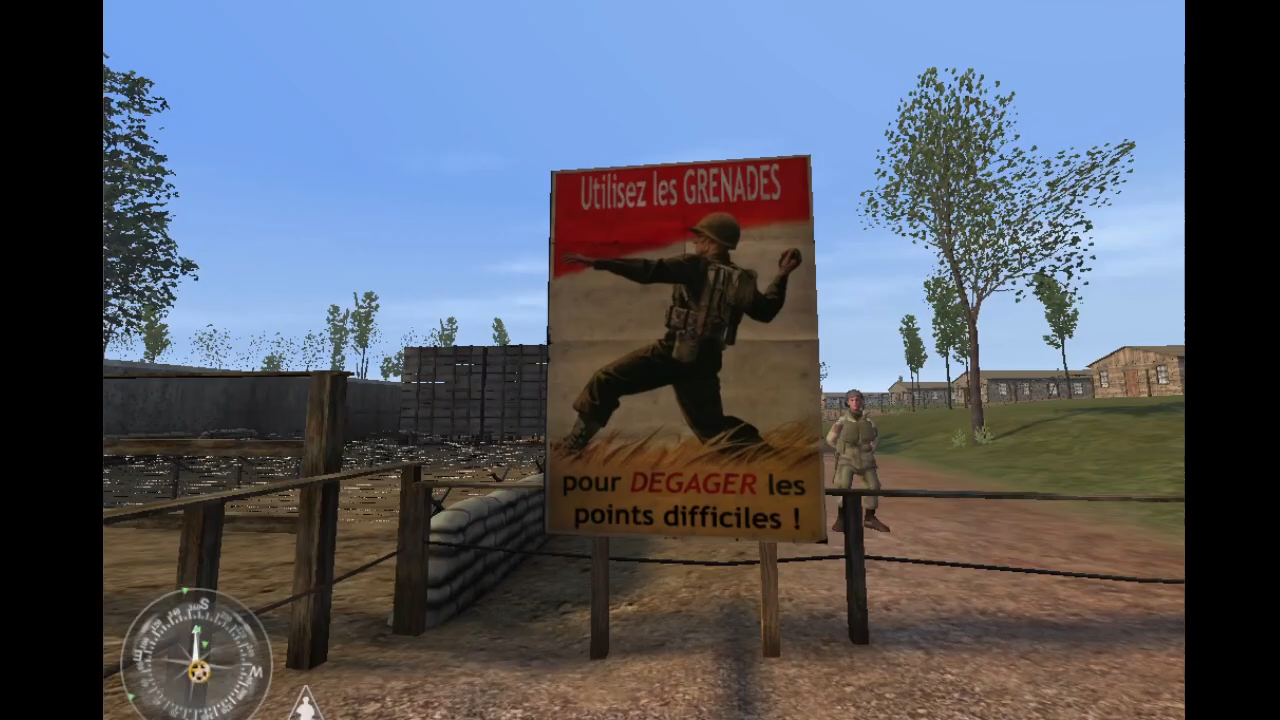 Utilisez les GRENADES
pour DEGAGER les
points difficiles !
S